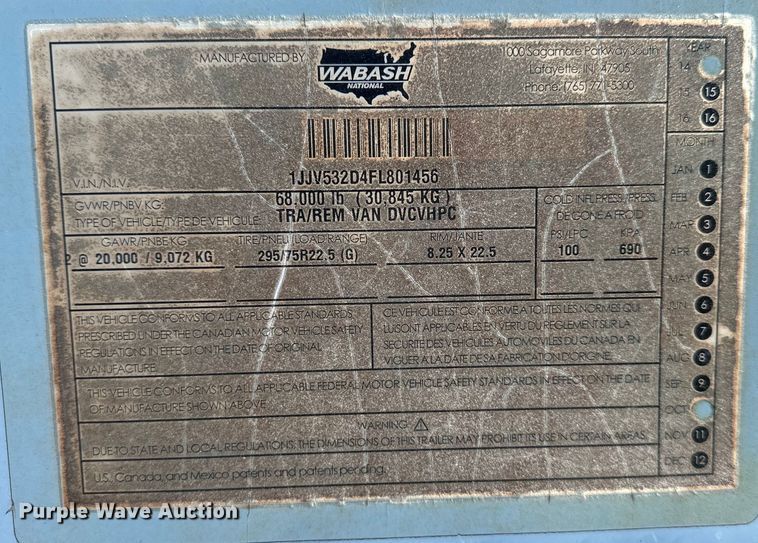 MANUFACTURED BY
WABASH
NATIONAL
1000 Sagamore Parkway South
Lafayette, IN, 47905
Phone: (765) 771-5300
1JJV532D4FL801456
V.I.N./N.I.V.
GVWR/PNBV KG: 68,000 lb ( 30,845 KG )
TYPE OF VEHICLE/TYPE DE VEHICULE: TRA/REM VAN DVCVHPC
GAWR/PNBE KG TIRE/PNEU (LOAD RANGE) RIM/JANTE
2 @ 20,000 / 9,072 KG 295/75R22.5 (G) 8.25 X 22.5
COLD INFL PRESS./PRESS.
DE GONF A FROID
PSI/LPC KPA
100 690
THIS VEHICLE CONFORMS TO ALL APPLICABLE STANDARDS
PRESCRIBED UNDER THE CANADIAN MOTOR VEHICLE SAFETY
REGULATIONS IN EFFECT ON THE DATE OF ORIGINAL
MANUFACTURE.
CE VEHICULE EST CONFORME A TOUTES LES NORMES QUI
LUI SONT APPLICABLES EN VERTU DU REGLEMENT SUR LA
SECURITE DES VEHICULES AUTOMOBILES DU CANADA EN
VIGUER A LA DATE DE SA FABRICATION D'ORIGINE.
THIS VEHICLE CONFORMS TO ALL APPLICABLE FEDERAL MOTOR VEHICLE SAFETY STANDARDS IN EFFECT ON THE DATE
OF MANUFACTURE SHOWN ABOVE.
WARNING:
DUE TO STATE AND LOCAL REGULATIONS, THE DIMENSIONS OF THIS TRAILER MAY PROHIBIT ITS USE IN CERTAIN AREAS.
U.S. Canada, and Mexico patents and patents pending.
YEAR
14
15 15
16 16
MONTH
JAN 1
FEB 2
MAR 3
APR 4
MAY 5
JUN 6
JUL 7
AUG 8
SEP 9
OCT
NOV 11
DEC 12
Purple Wave Auction